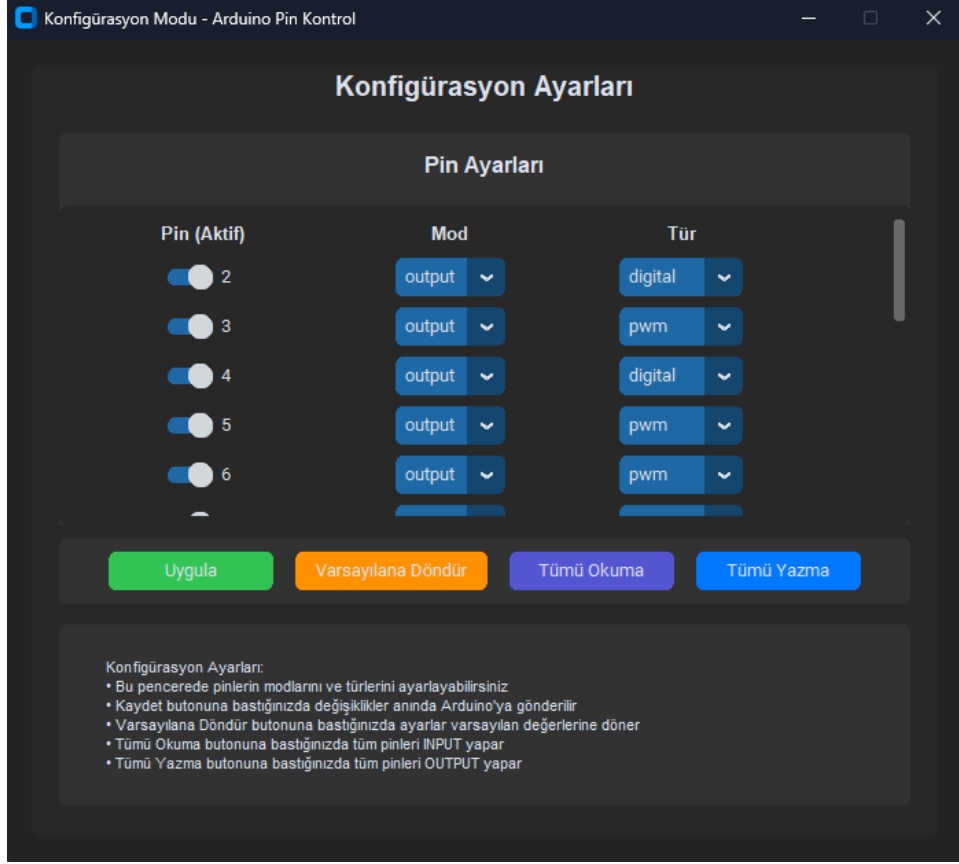 Konfigürasyon Modu - Arduino Pin Kontrol
Konfigürasyon Ayarları
Pin Ayarları
Pin (Aktif) Mod Tür
2 output digital
3 output pwm
4 output digital
5 output pwm
6 output pwm
Uygula Varsayılana Döndür Tümü Okuma Tümü Yazma
Konfigürasyon Ayarları:
• Bu pencerede pinlerin modlarını ve türlerini ayarlayabilirsiniz
• Kaydet butonuna bastığınızda değişiklikler anında Arduino'ya gönderilir
• Varsayılana Döndür butonuna bastığınızda ayarlar varsayılan değerlerine döner
• Tümü Okuma butonuna bastığınızda tüm pinleri INPUT yapar
• Tümü Yazma butonuna bastığınızda tüm pinleri OUTPUT yapar